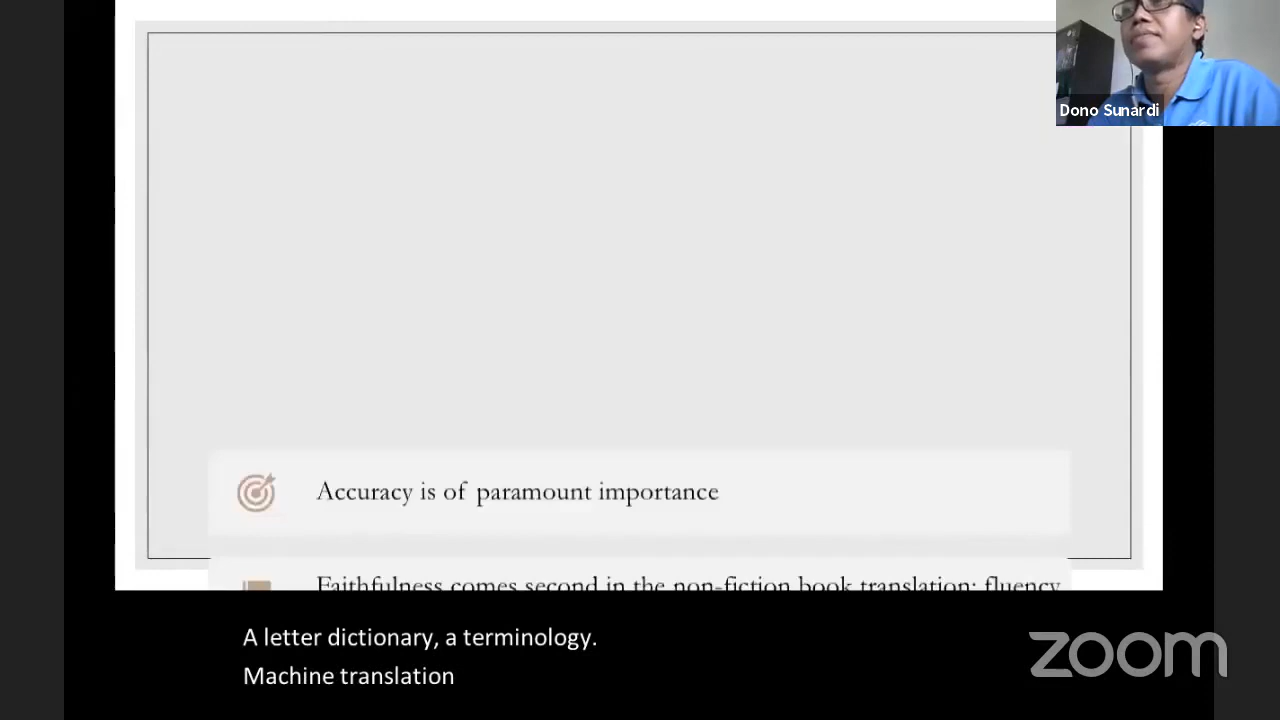 Dono Sunardi
Accuracy is of paramount importance
Faithfulness comes second in the non-fiction book translation; fluency
A letter dictionary, a terminology.
Machine translation
zoom